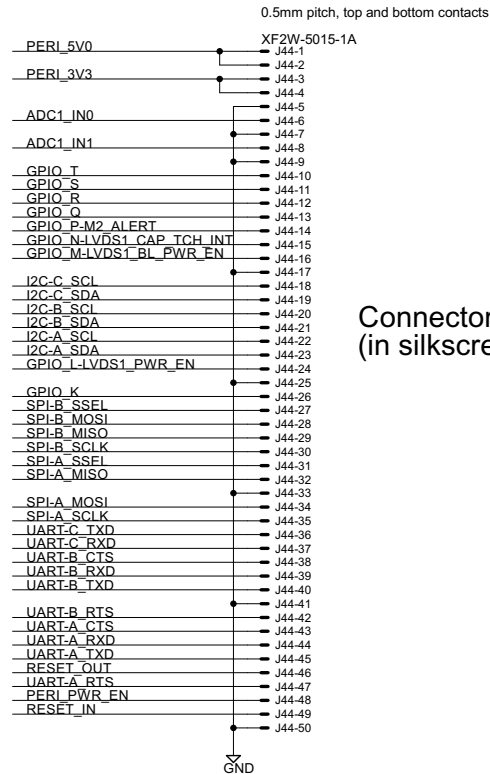 0.5mm pitch, top and bottom contacts
XF2W-5015-1A
PERI_5V0 J44-1
J44-2
PERI_3V3 J44-3
J44-4
J44-5
ADC1_IN0 J44-6
J44-7
ADC1_IN1 J44-8
J44-9
GPIO_T J44-10
GPIO_S J44-11
GPIO_R J44-12
GPIO_Q J44-13
GPIO_P-M2_ALERT J44-14
GPIO_N-LVDS1_CAP_TCH_INT J44-15
GPIO_M-LVDS1_BL_PWR_EN J44-16
J44-17
I2C-C_SCL J44-18
I2C-C_SDA J44-19
I2C-B_SCL J44-20
I2C-B_SDA J44-21
I2C-A_SCL J44-22
I2C-A_SDA J44-23
GPIO_L-LVDS1_PWR_EN J44-24
J44-25
GPIO_K J44-26
SPI-B_SSEL J44-27
SPI-B_MOSI J44-28
SPI-B_MISO J44-29
SPI-B_SCLK J44-30
SPI-A_SSEL J44-31
SPI-A_MISO J44-32
J44-33
SPI-A_MOSI J44-34
SPI-A_SCLK J44-35
UART-C_TXD J44-36
UART-C_RXD J44-37
UART-B_CTS J44-38
UART-B_RXD J44-39
UART-B_TXD J44-40
J44-41
UART-B_RTS J44-42
UART-A_CTS J44-43
UART-A_RXD J44-44
UART-A_TXD J44-45
RESET_OUT J44-46
UART-A_RTS J44-47
PERI_PWR_EN J44-48
RESET_IN J44-49
J44-50
GND
Connector
(in silkscre